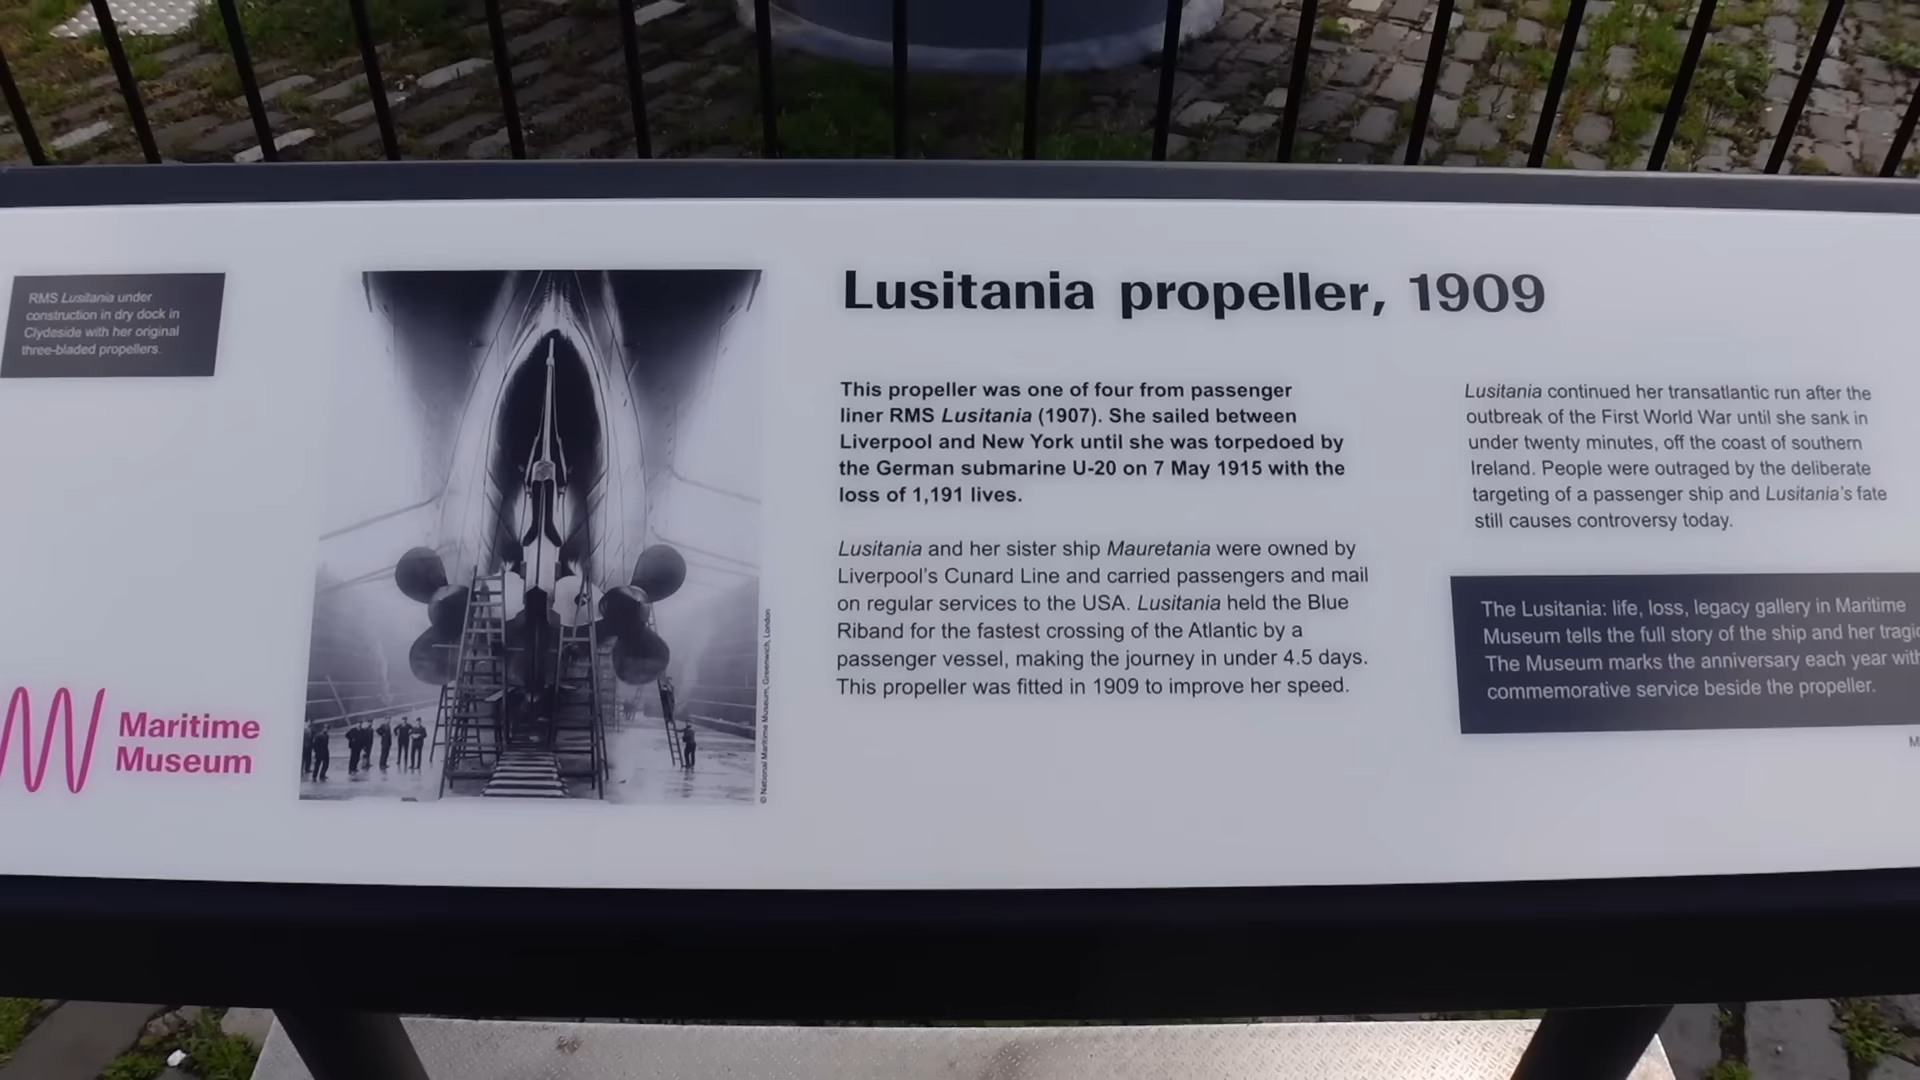 RMS Lusitania under
construction in dry dock in
Clydeside with her original
three-bladed propellers.
Maritime
Museum
© National Maritime Museum, Greenwich, London
Lusitania propeller, 1909
This propeller was one of four from passenger
liner RMS Lusitania (1907). She sailed between
Liverpool and New York until she was torpedoed by
the German submarine U-20 on 7 May 1915 with the
loss of 1,191 lives.
Lusitania and her sister ship Mauretania were owned by
Liverpool's Cunard Line and carried passengers and mail
on regular services to the USA. Lusitania held the Blue
Riband for the fastest crossing of the Atlantic by a
passenger vessel, making the journey in under 4.5 days.
This propeller was fitted in 1909 to improve her speed.
Lusitania continued her transatlantic run after the
outbreak of the First World War until she sank in
under twenty minutes, off the coast of southern
Ireland. People were outraged by the deliberate
targeting of a passenger ship and Lusitania's fate
still causes controversy today.
The Lusitania: life, loss, legacy gallery in Maritime
Museum tells the full story of the ship and her
The Museum marks the anniversary each year
commemorative service beside the propeller.